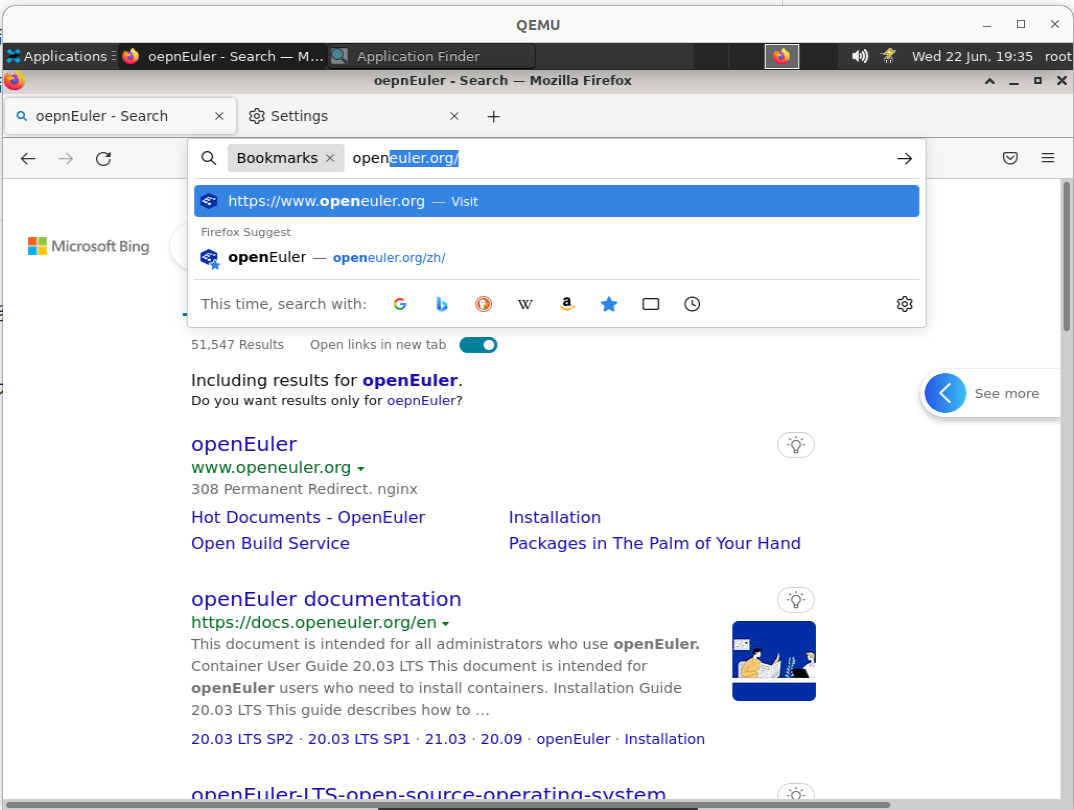 QEMU
Applications oepnEuler - Search — M... Application Finder Wed 22 Jun, 19:35 root
oepnEuler - Search — Mozilla Firefox
oepnEuler - Search Settings
Bookmarks openeuler.org/
https://www.openeuler.org — Visit
Firefox Suggest
openEuler — openeuler.org/zh/
Microsoft Bing
This time, search with:
51,547 Results Open links in new tab
Including results for openEuler.
Do you want results only for oepnEuler?
See more
openEuler
www.openeuler.org
308 Permanent Redirect. nginx
Hot Documents - OpenEuler Installation
Open Build Service Packages in The Palm of Your Hand
openEuler documentation
https://docs.openeuler.org/en
This document is intended for all administrators who use openEuler.
Container User Guide 20.03 LTS This document is intended for
openEuler users who need to install containers. Installation Guide
20.03 LTS This guide describes how to ...
20.03 LTS SP2 · 20.03 LTS SP1 · 21.03 · 20.09 · openEuler · Installation
openEuler-LTS-open-source-operating-system